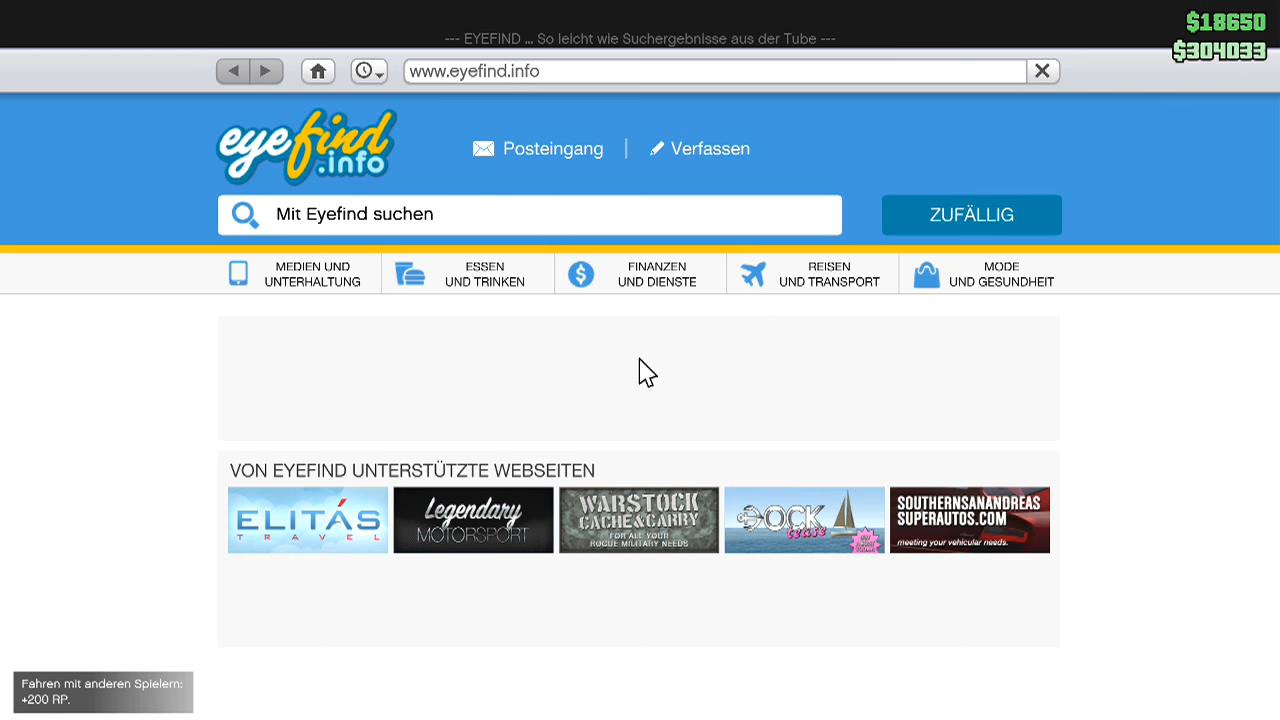 $18650
--- EYEFIND ... So leicht wie Suchergebnisse aus der Tube ---
$304033
www.eyefind.info
eyefind
.info
Posteingang | Verfassen
Mit Eyefind suchen
ZUFÄLLIG
MEDIEN UND
UNTERHALTUNG
ESSEN
UND TRINKEN
FINANZEN
UND DIENSTE
REISEN
UND TRANSPORT
MODE
UND GESUNDHEIT
VON EYEFIND UNTERSTÜTZTE WEBSEITEN
ELITÁS
TRAVEL
Legendary
MOTORSPORT
WARSTOCK
CACHE&CARRY
FOR ALL YOUR
ROGUE MILITARY NEEDS
DOCK
tease
SOUTHERNSANANDREAS
SUPERAUTOS.COM
meeting your vehicular needs.
Fahren mit anderen Spielern:
+200 RP.